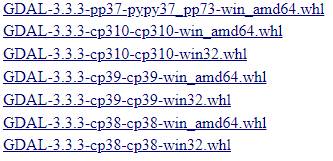 GDAL-3.3.3-pp37-pypy37_pp73-win_amd64.whl
GDAL-3.3.3-cp310-cp310-win_amd64.whl
GDAL-3.3.3-cp310-cp310-win32.whl
GDAL-3.3.3-cp39-cp39-win_amd64.whl
GDAL-3.3.3-cp39-cp39-win32.whl
GDAL-3.3.3-cp38-cp38-win_amd64.whl
GDAL-3.3.3-cp38-cp38-win32.whl